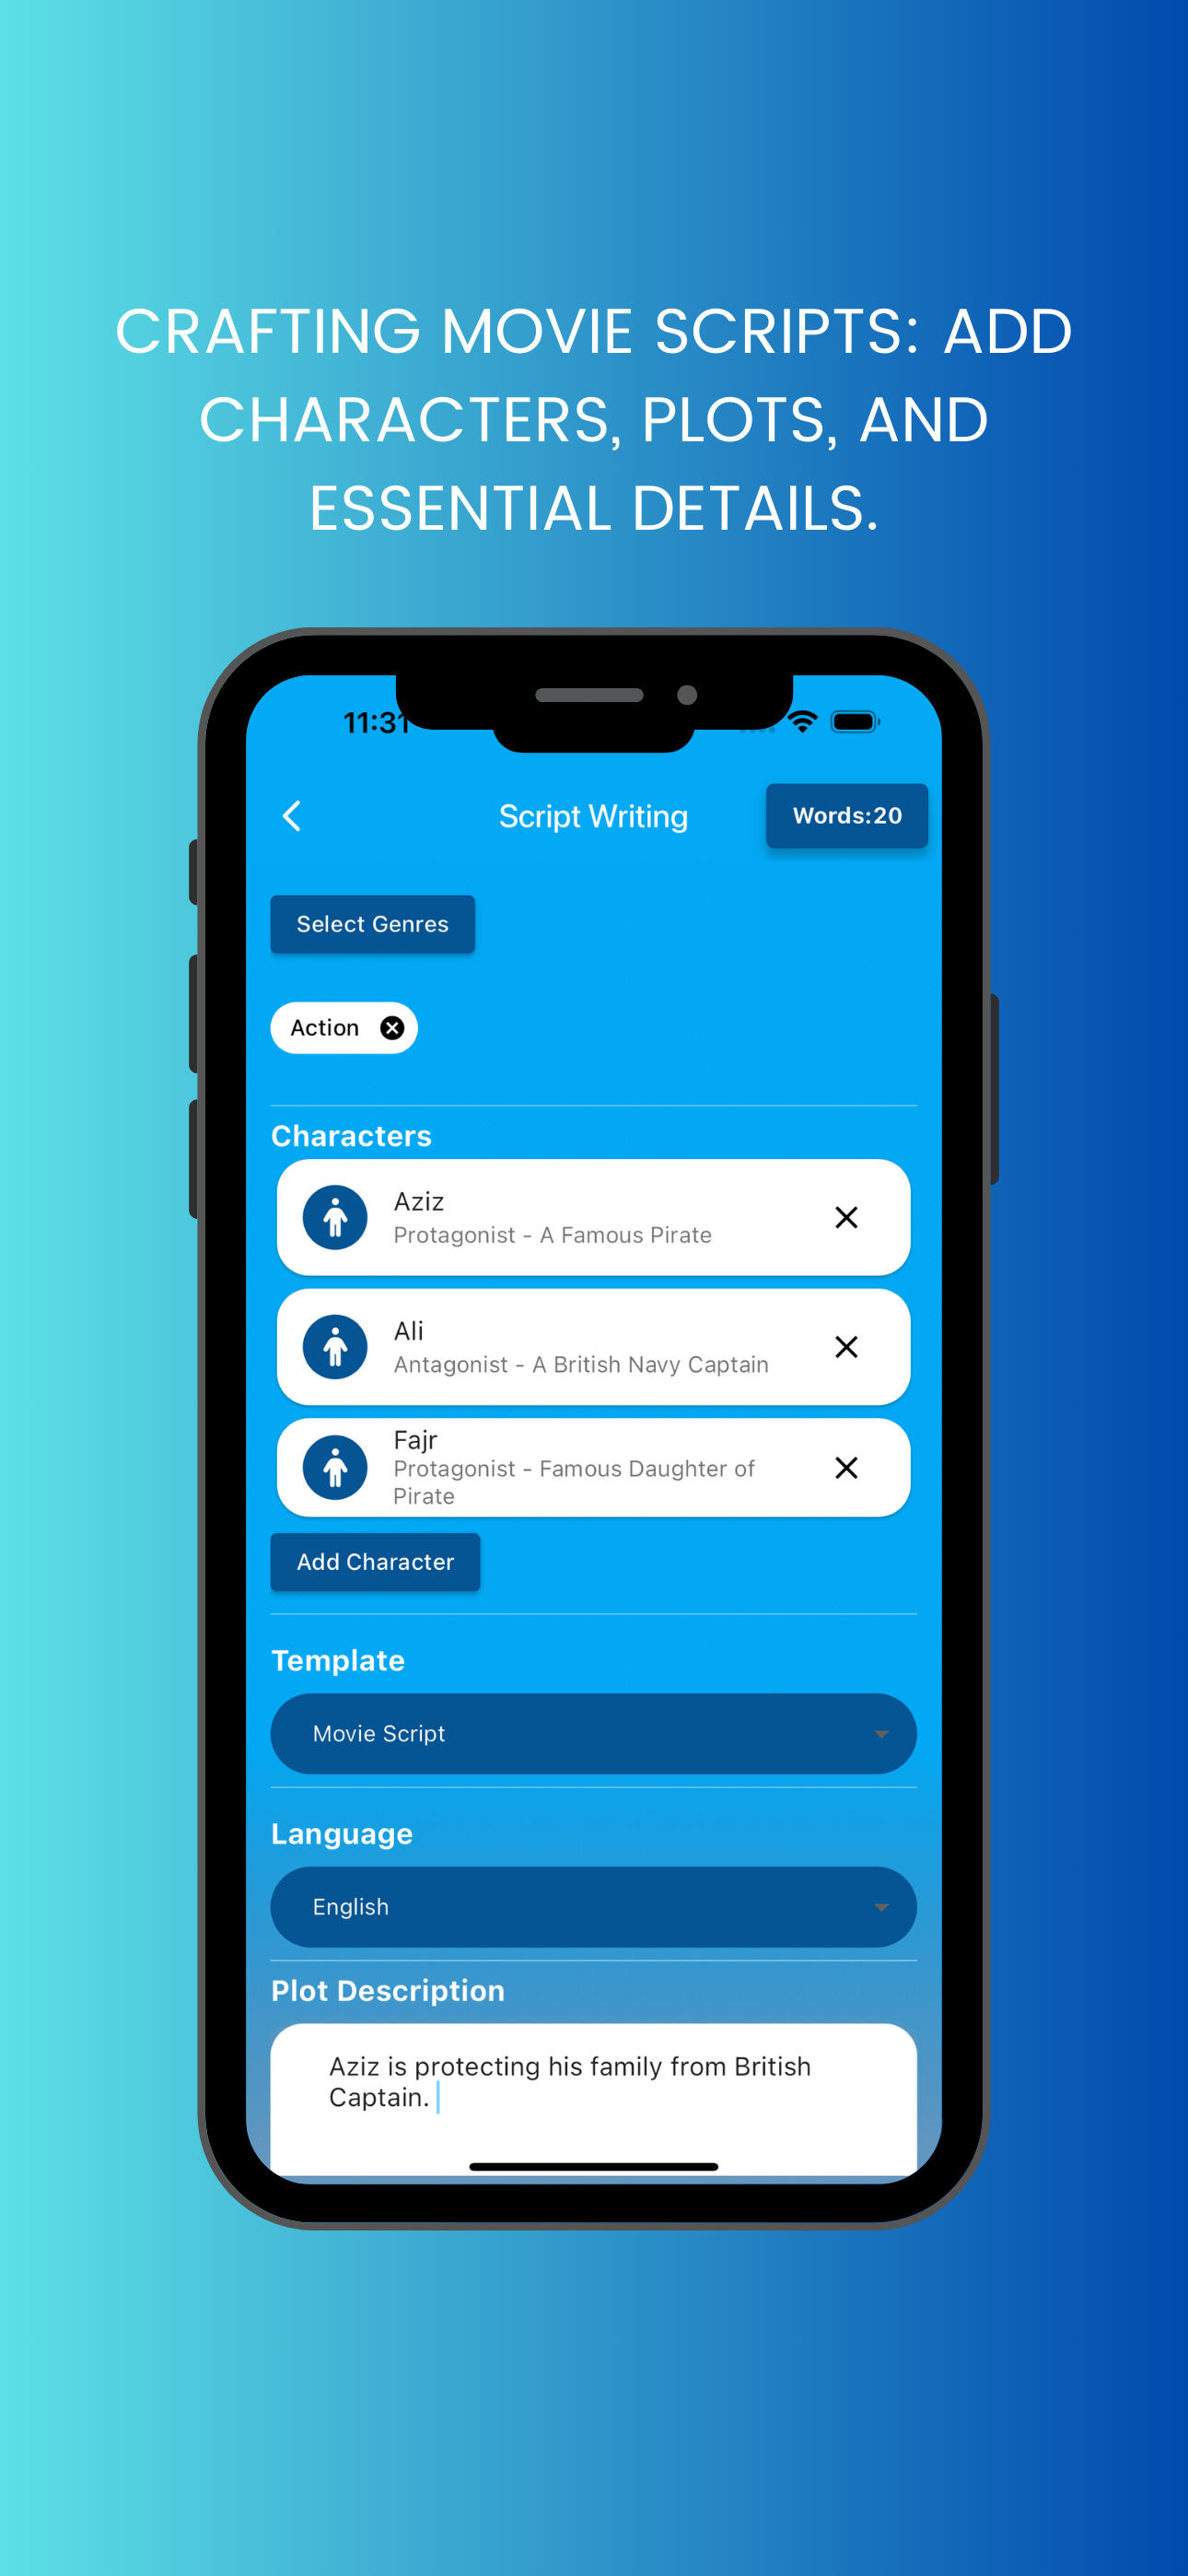 CRAFTING MOVIE SCRIPTS: ADD
CHARACTERS, PLOTS, AND
ESSENTIAL DETAILS.
11:31
Script Writing
Words:20
Select Genres
Action
Characters
Aziz
Protagonist - A Famous Pirate
Ali
Antagonist - A British Navy Captain
Fajr
Protagonist - Famous Daughter of
Pirate
Add Character
Template
Movie Script
Language
English
Plot Description
Aziz is protecting his family from British
Captain.